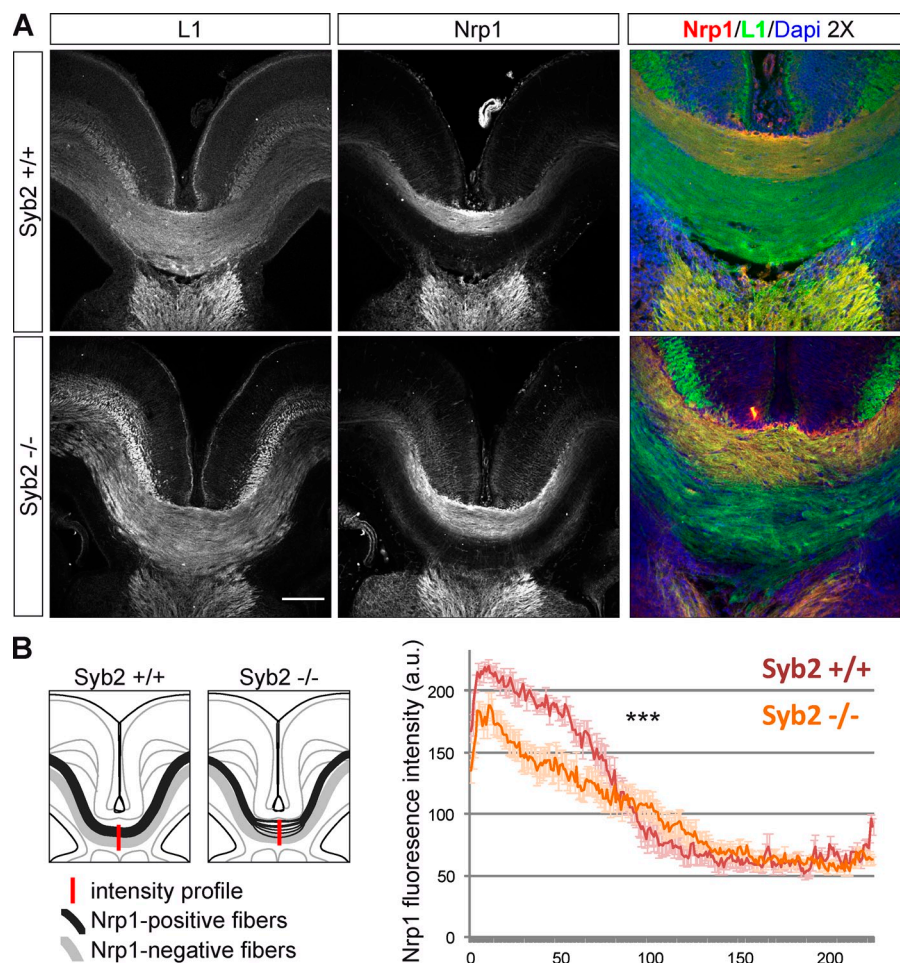 A
L1
Nrp1
Nrp1/L1/Dapi 2X
Syb2 +/+
Syb2 -/-
B
Syb2 +/+
Syb2 -/-
intensity profile
Nrp1-positive fibers
Nrp1-negative fibers
Nrp1 fluoresence intensity (a.u.)
200
150
100
50
0
Syb2 +/+
Syb2 -/-
***
0
50
100
150
200